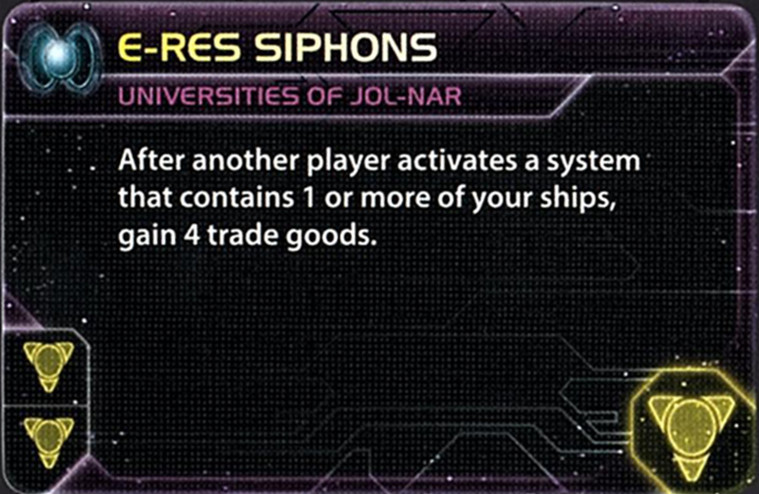 E-RES SIPHONS
UNIVERSITIES OF JOL-NAR
After another player activates a system
that contains 1 or more of your ships,
gain 4 trade goods.